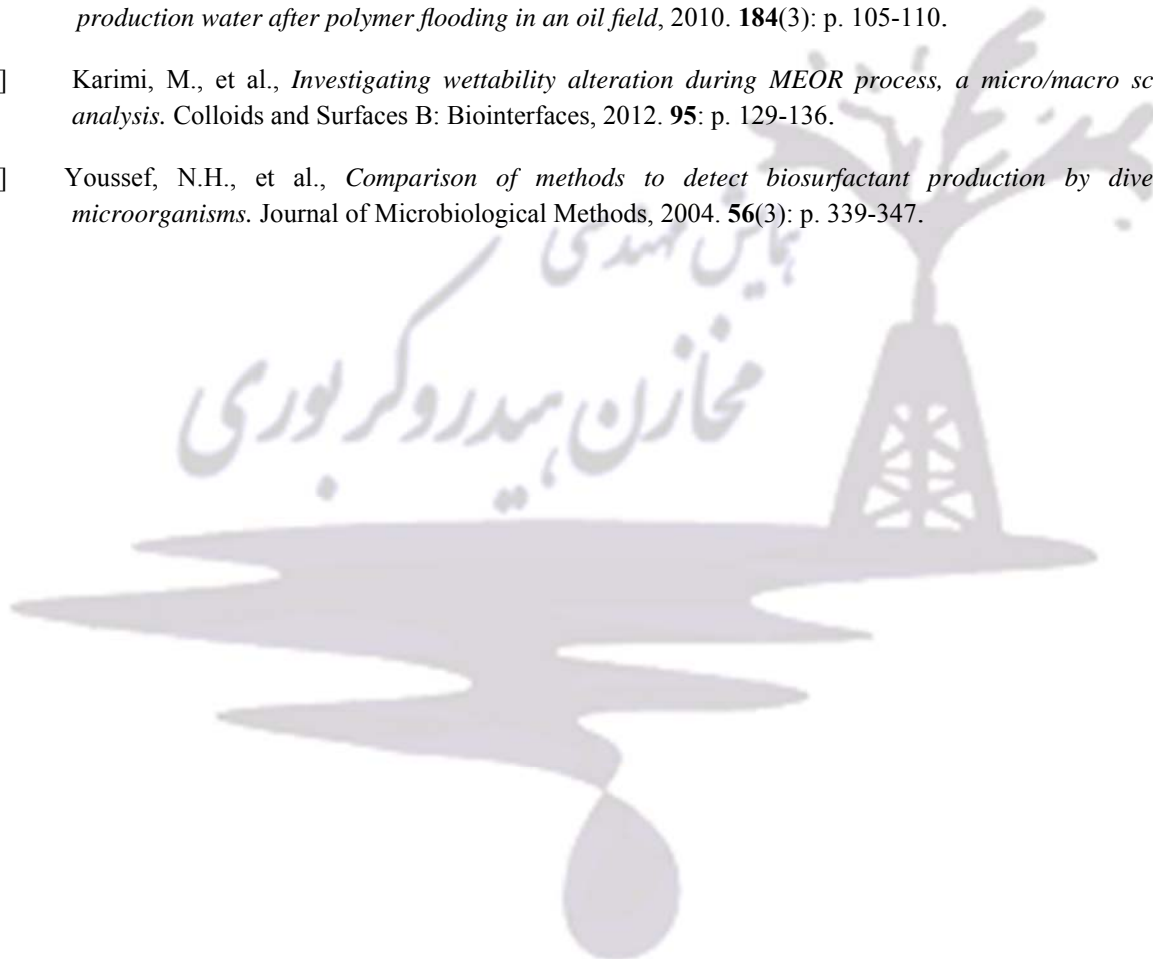 production water after polymer flooding in an oil field, 2010. 184(3): p. 105-110.
] Karimi, M., et al., Investigating wettability alteration during MEOR process, a micro/macro sc
analysis. Colloids and Surfaces B: Biointerfaces, 2012. 95: p. 129-136.
] Youssef, N.H., et al., Comparison of methods to detect biosurfactant production by dive
microorganisms. Journal of Microbiological Methods, 2004. 56(3): p. 339-347.
همایش مهندسی
مخازن هیدروکربوری